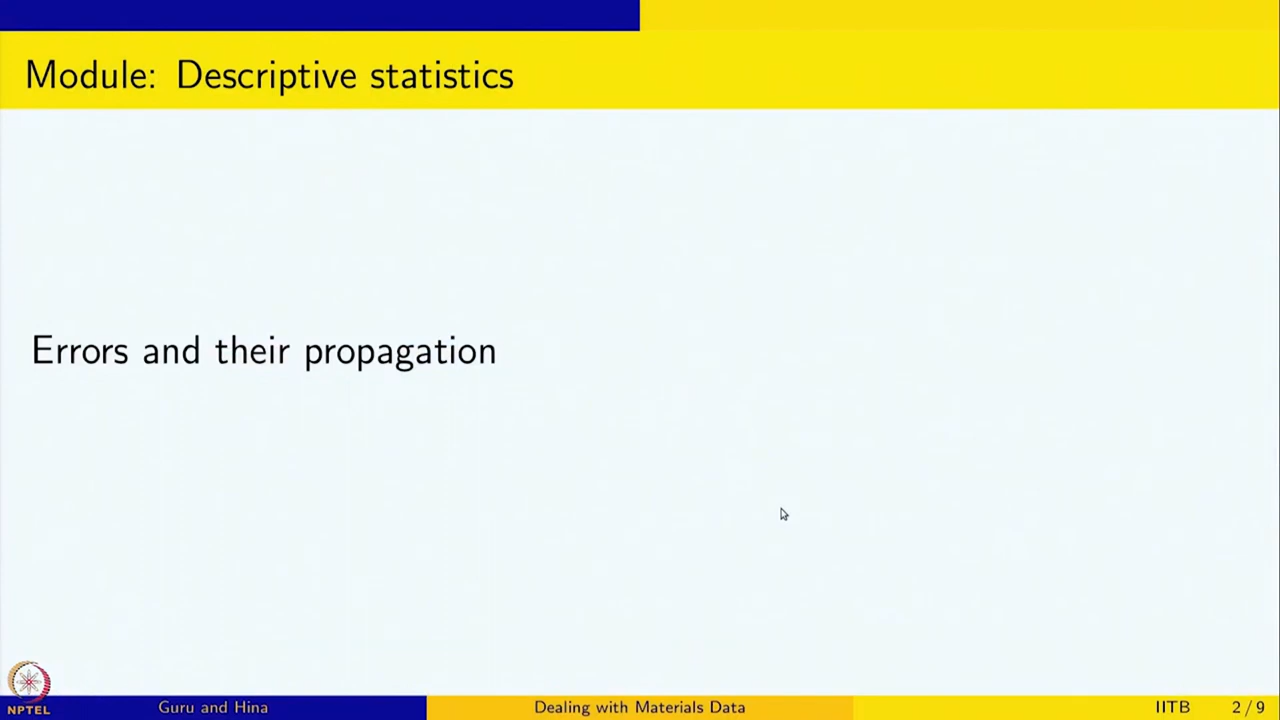 Module: Descriptive statistics
Errors and their propagation
NPTEL
Guru and Hina
Dealing with Materials Data
IITB
2 / 9